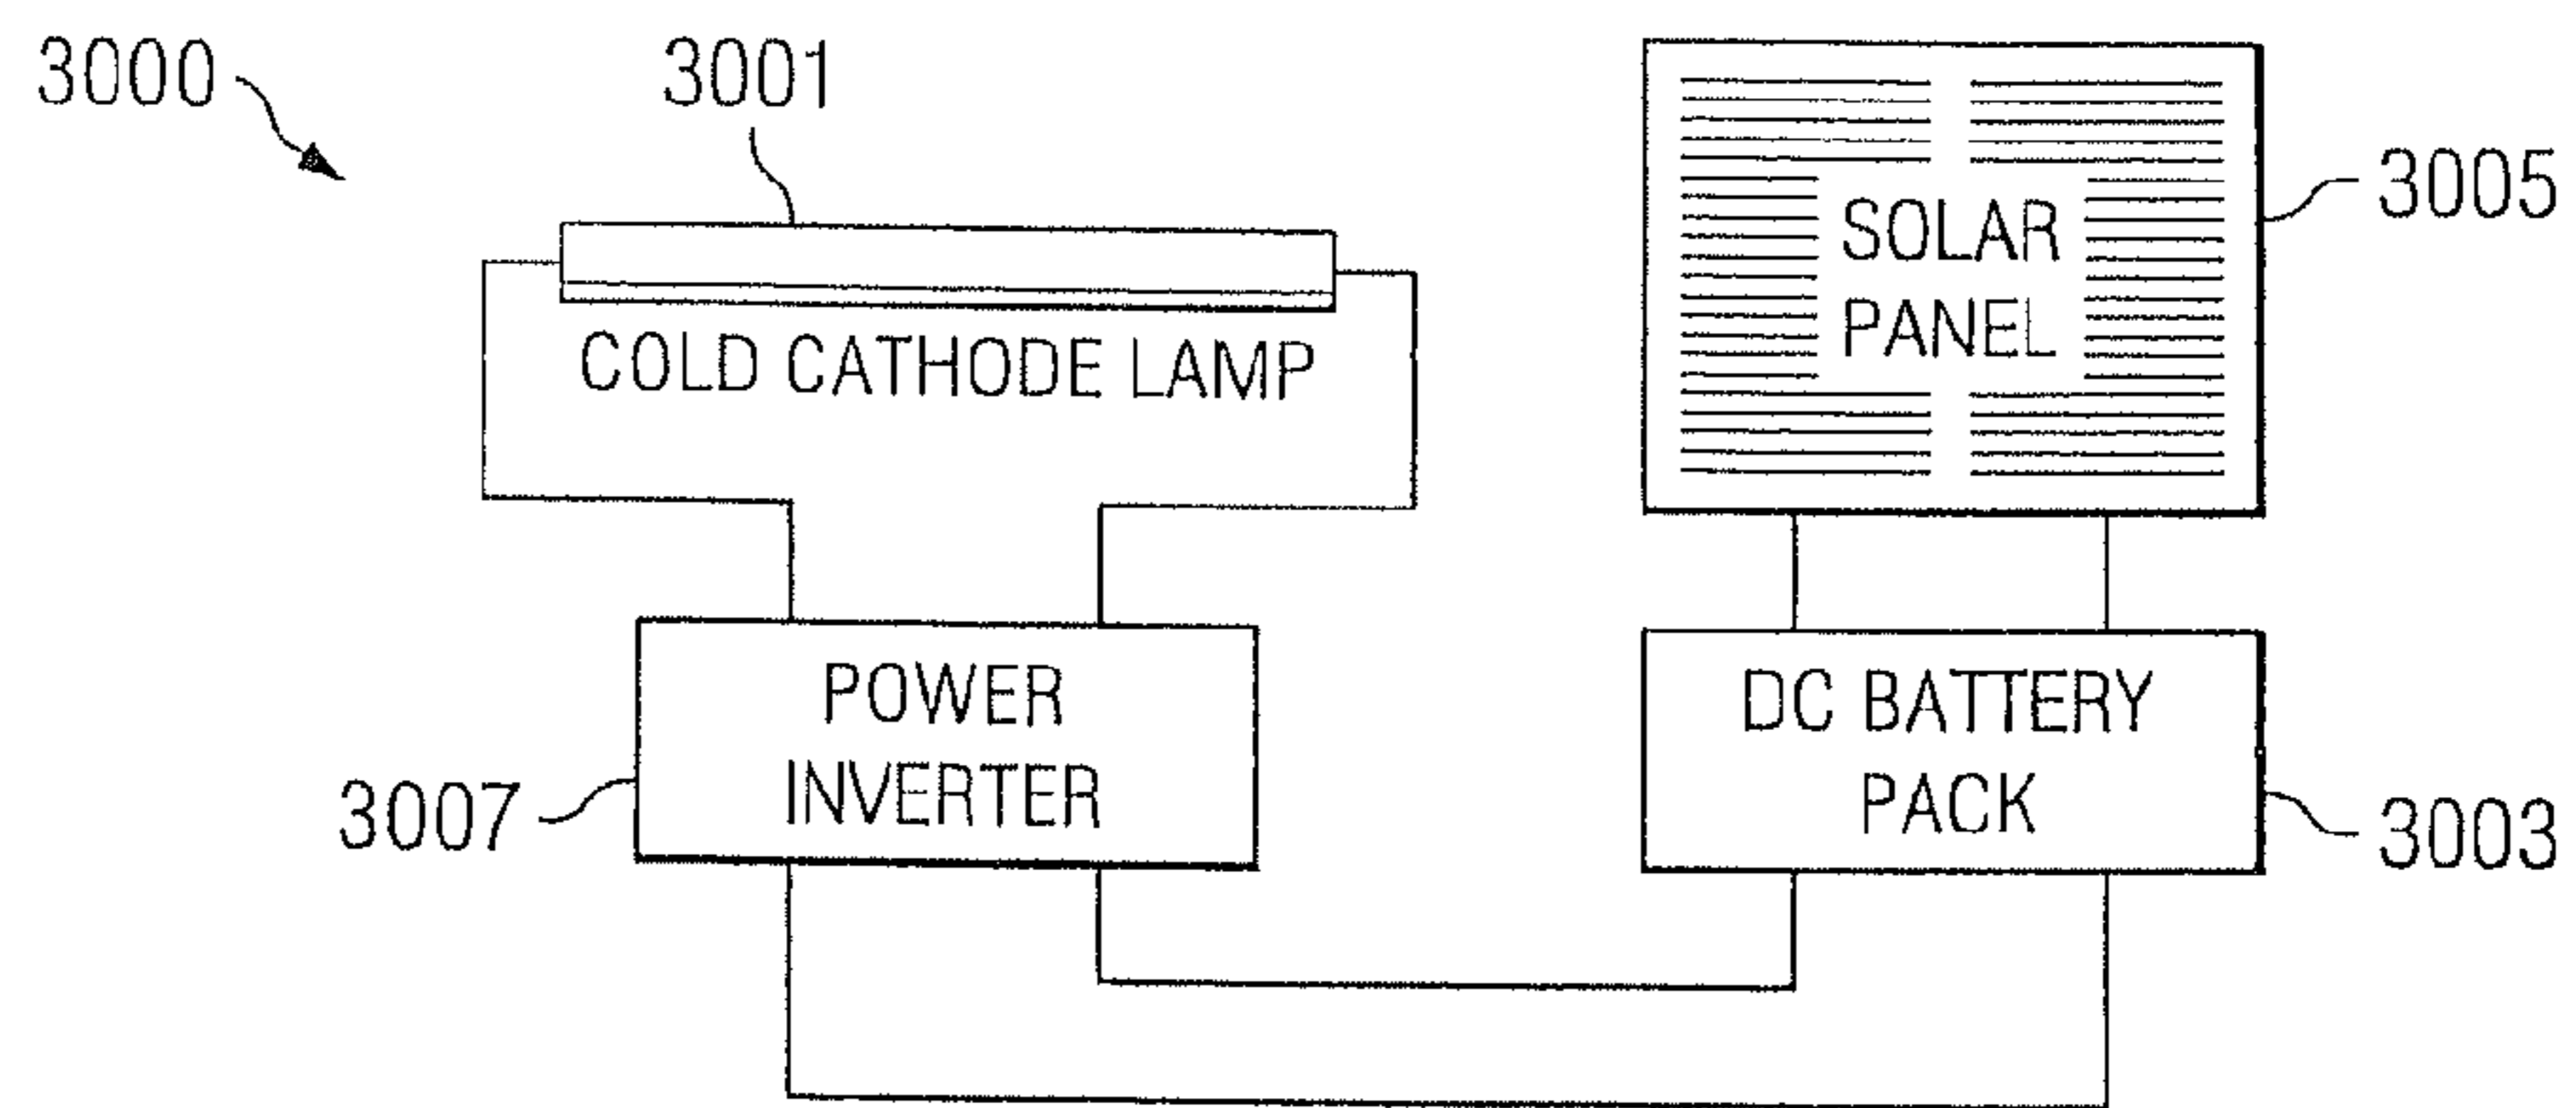 3000
3001
3005
SOLAR
PANEL
COLD CATHODE LAMP
POWER
INVERTER
3007
DC BATTERY
PACK
3003